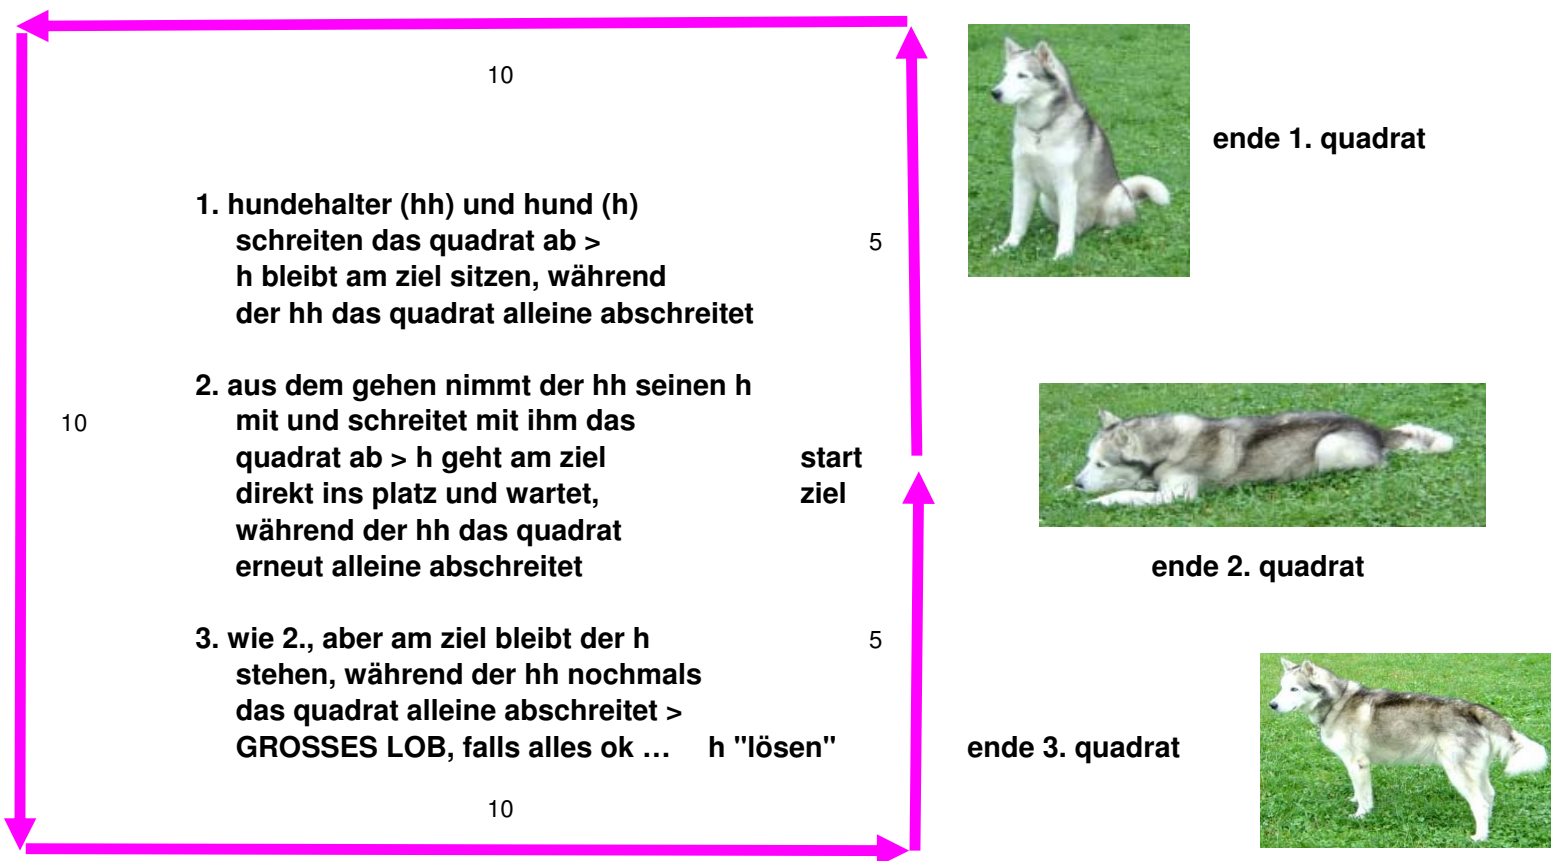 10
ende 1. quadrat
1. hundehalter (hh) und hund (h)
schreiten das quadrat ab >
5
h bleibt am ziel sitzen, während
der hh das quadrat alleine abschreitet
2. aus dem gehen nimmt der hh seinen h
10
mit und schreitet mit ihm das
quadrat ab > h geht am ziel
start
direkt ins platz und wartet,
ziel
während der hh das quadrat
erneut alleine abschreitet
ende 2. quadrat
3. wie 2., aber am ziel bleibt der h
5
stehen, während der hh nochmals
das quadrat alleine abschreitet >
GROSSES LOB, falls alles ok … h "lösen"
ende 3. quadrat
10